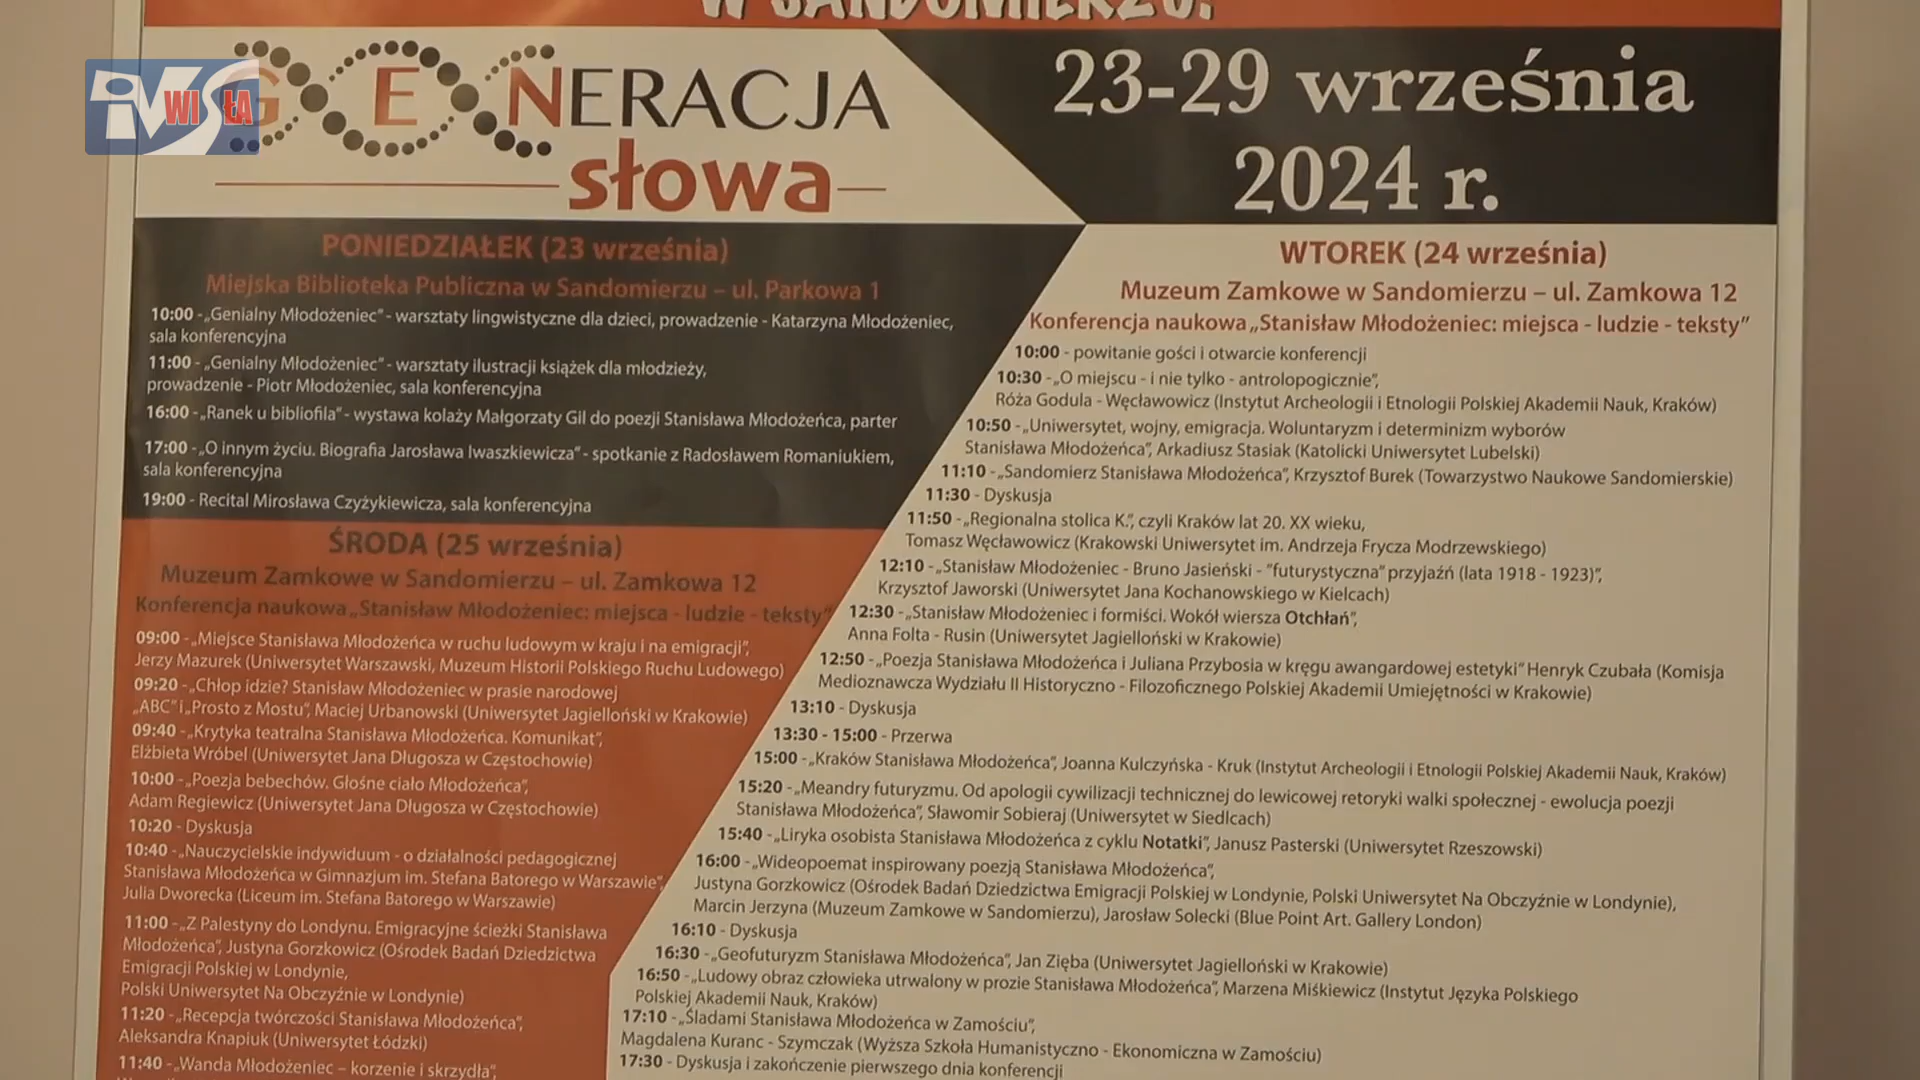 W SANDOMIERZU.
GENERACJA
słowa
23-29 września
2024 r.
iVS WISŁA
PONIEDZIAŁEK (23 września)
Miejska Biblioteka Publiczna w Sandomierzu – ul. Parkowa 1
10:00 - „Genialny Młodożeniec" - warsztaty lingwistyczne dla dzieci, prowadzenie - Katarzyna Młodożeniec,
sala konferencyjna
11:00 - „Genialny Młodożeniec" - warsztaty ilustracji książek dla młodzieży,
prowadzenie - Piotr Młodożeniec, sala konferencyjna
16:00 - „Ranek u bibliofila" - wystawa kolaży Małgorzaty Gil do poezji Stanisława Młodożeńca, parter
17:00 - „O innym życiu. Biografia Jarosława Iwaszkiewicza" - spotkanie z Radosławem Romaniukiem,
sala konferencyjna
19:00 - Recital Mirosława Czyżykiewicza, sala konferencyjna
ŚRODA (25 września)
Muzeum Zamkowe w Sandomierzu – ul. Zamkowa 12
Konferencja naukowa „Stanisław Młodożeniec: miejsca - ludzie - teksty"
09:00 - „Miejsce Stanisława Młodożeńca w ruchu ludowym w kraju i na emigracji",
Jerzy Mazurek (Uniwersytet Warszawski, Muzeum Historii Polskiego Ruchu Ludowego)
09:20 - „Chłop idzie? Stanisław Młodożeniec w prasie narodowej
„ABC" i „Prosto z Mostu", Maciej Urbanowski (Uniwersytet Jagielloński w Krakowie)
09:40 - „Krytyka teatralna Stanisława Młodożeńca. Komunikat",
Elżbieta Wróbel (Uniwersytet Jana Długosza w Częstochowie)
10:00 - „Poezja bebechów. Głośne ciało Młodożeńca",
Adam Regiewicz (Uniwersytet Jana Długosza w Częstochowie)
10:20 - Dyskusja
10:40 - „Nauczycielskie indywiduum - o działalności pedagogicznej
Stanisława Młodożeńca w Gimnazjum im. Stefana Batorego w Warszawie",
Julia Dworecka (Liceum im. Stefana Batorego w Warszawie)
11:00 - „Z Palestyny do Londynu. Emigracyjne ścieżki Stanisława
Młodożeńca", Justyna Gorzkowicz (Ośrodek Badań Dziedzictwa
Emigracji Polskiej w Londynie,
Polski Uniwersytet Na Obczyźnie w Londynie)
11:20 - „Recepcja twórczości Stanisława Młodożeńca",
Aleksandra Knapiuk (Uniwersytet Łódzki)
11:40 - „Wanda Młodożeniec – korzenie i skrzydła",
WTOREK (24 września)
Muzeum Zamkowe w Sandomierzu – ul. Zamkowa 12
Konferencja naukowa „Stanisław Młodożeniec: miejsca - ludzie - teksty"
10:00 - powitanie gości i otwarcie konferencji
10:30 - „O miejscu - i nie tylko - antrolopogicznie",
Róża Godula - Węcławowicz (Instytut Archeologii i Etnologii Polskiej Akademii Nauk, Kraków)
10:50 - „Uniwersytet, wojny, emigracja. Woluntaryzm i determinizm wyborów
Stanisława Młodożeńca", Arkadiusz Stasiak (Katolicki Uniwersytet Lubelski)
11:10 - „Sandomierz Stanisława Młodożeńca", Krzysztof Burek (Towarzystwo Naukowe Sandomierskie)
11:30 - Dyskusja
11:50 - „Regionalna stolica K.", czyli Kraków lat 20. XX wieku,
Tomasz Węcławowicz (Krakowski Uniwersytet im. Andrzeja Frycza Modrzewskiego)
12:10 - „Stanisław Młodożeniec - Bruno Jasieński - "futurystyczna" przyjaźń (lata 1918 - 1923)",
Krzysztof Jaworski (Uniwersytet Jana Kochanowskiego w Kielcach)
12:30 - „Stanisław Młodożeniec i formiści. Wokół wiersza Otchłań",
Anna Folta - Rusin (Uniwersytet Jagielloński w Krakowie)
12:50 - „Poezja Stanisława Młodożeńca i Juliana Przybosia w kręgu awangardowej estetyki" Henryk Czubała (Komisja
Medioznawcza Wydziału II Historyczno - Filozoficznego Polskiej Akademii Umiejętności w Krakowie)
13:10 - Dyskusja
13:30 - 15:00 - Przerwa
15:00 - „Kraków Stanisława Młodożeńca", Joanna Kulczyńska - Kruk (Instytut Archeologii i Etnologii Polskiej Akademii Nauk, Kraków)
15:20 - „Meandry futuryzmu. Od apologii cywilizacji technicznej do lewicowej retoryki walki społecznej - ewolucja poezji
Stanisława Młodożeńca", Sławomir Sobieraj (Uniwersytet w Siedlcach)
15:40 - „Liryka osobista Stanisława Młodożeńca z cyklu Notatki", Janusz Pasterski (Uniwersytet Rzeszowski)
16:00 - „Wideopoemat inspirowany poezją Stanisława Młodożeńca",
Justyna Gorzkowicz (Ośrodek Badań Dziedzictwa Emigracji Polskiej w Londynie, Polski Uniwersytet Na Obczyźnie w Londynie),
Marcin Jerzyna (Muzeum Zamkowe w Sandomierzu), Jarosław Solecki (Blue Point Art. Gallery London)
16:10 - Dyskusja
16:30 - „Geofuturyzm Stanisława Młodożeńca", Jan Zięba (Uniwersytet Jagielloński w Krakowie)
16:50 - „Ludowy obraz człowieka utrwalony w prozie Stanisława Młodożeńca", Marzena Miśkiewicz (Instytut Języka Polskiego
Polskiej Akademii Nauk, Kraków)
17:10 - „Śladami Stanisława Młodożeńca w Zamościu",
Magdalena Kuranc - Szymczak (Wyższa Szkoła Humanistyczno - Ekonomiczna w Zamościu)
17:30 - Dyskusja i zakończenie pierwszego dnia konferencji